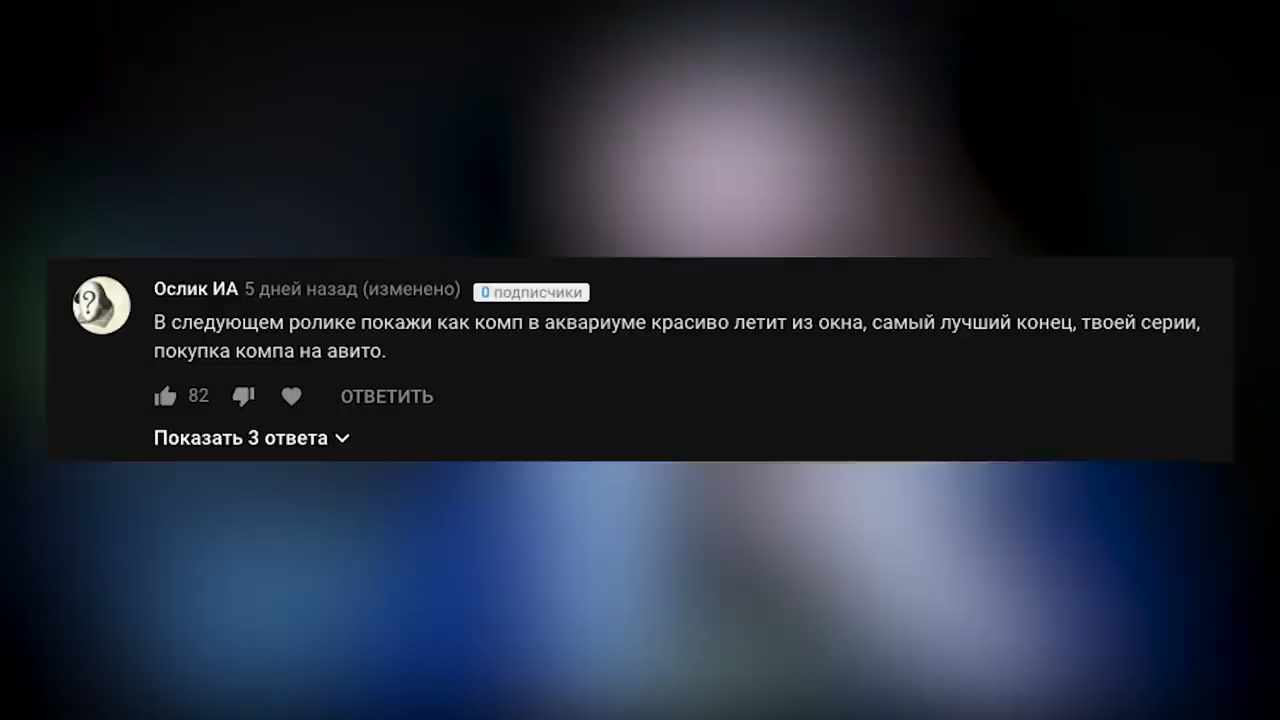 Ослик ИА 5 дней назад (изменено) 0 подписчики
В следующем ролике покажи как комп в аквариуме красиво летит из окна, самый лучший конец, твоей серии,
покупка компа на авито.
82 ОТВЕТИТЬ
Показать 3 ответа